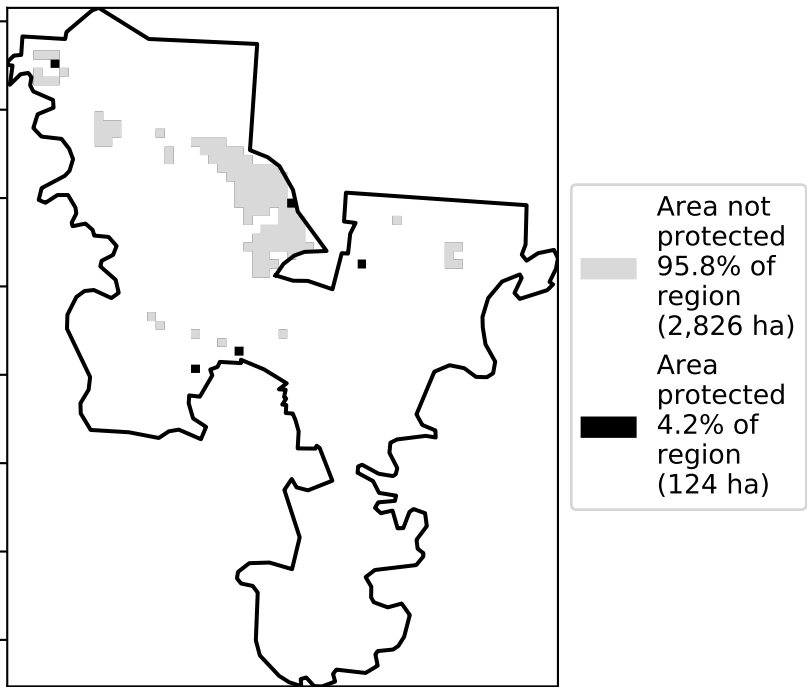 Area not
protected
95.8% of
region
(2,826 ha)
Area
protected
4.2% of
region
(124 ha)